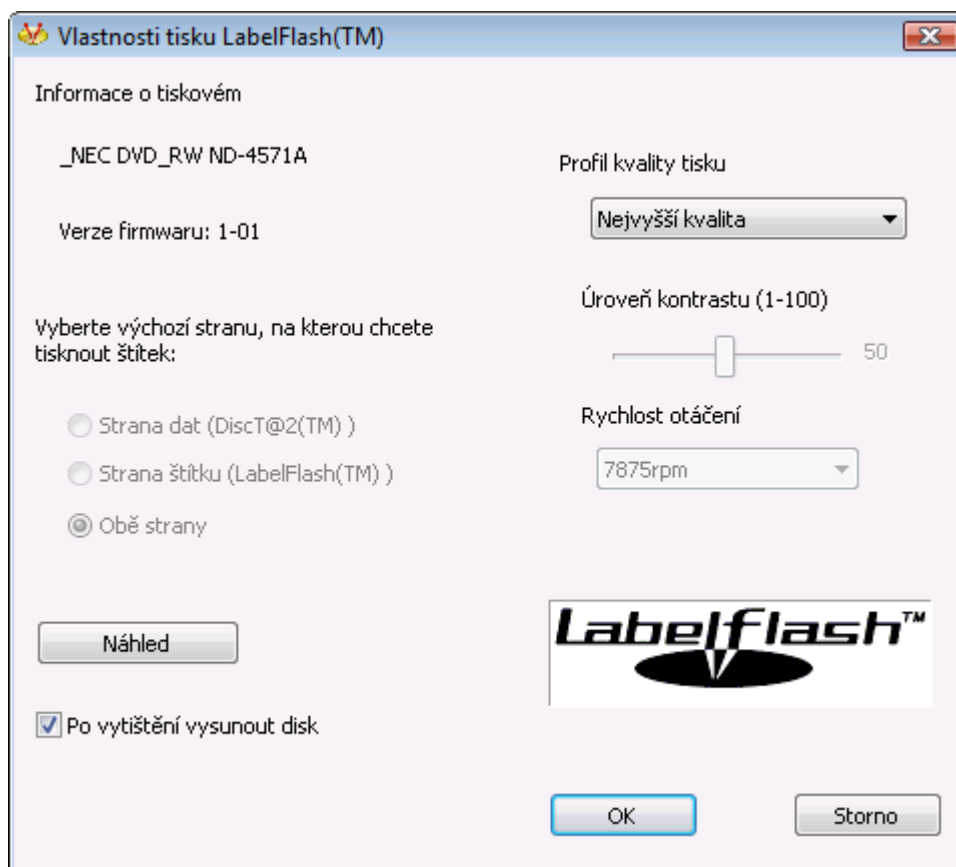 Vlastnosti tisku LabelFlash(TM)
Informace o tiskovém
_NEC DVD_RW ND-4571A
Verze firmwaru: 1-01
Vyberte výchozí stranu, na kterou chcete
tisknout štítek:
Strana dat (DiscT@2(TM) )
Strana štítku (LabelFlash(TM) )
Obě strany
Náhled
Po vytištění vysunout disk
Profil kvality tisku
Nejvyšší kvalita
Úroveň kontrastu (1-100)
50
Rychlost otáčení
7875rpm
Labelflash™
OK
Storno